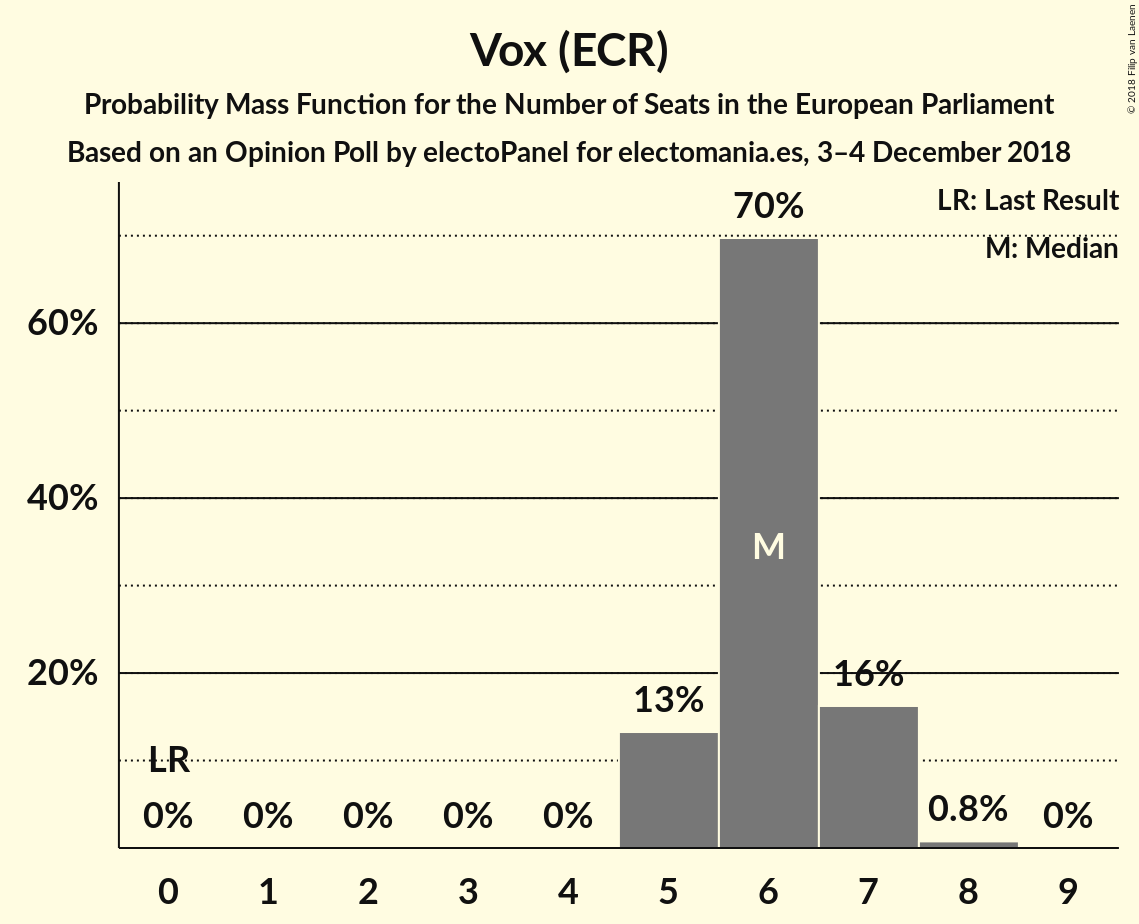 © 2018 Filip van Laenen
Vox (ECR)
Probability Mass Function for the Number of Seats in the European Parliament
Based on an Opinion Poll by electoPanel for electomania.es, 3–4 December 2018
LR: Last Result
M: Median
70%
60%
40%
M
20%
16%
13%
LR
0% 0% 0% 0% 0% 0.8% 0%
0 1 2 3 4 5 6 7 8 9